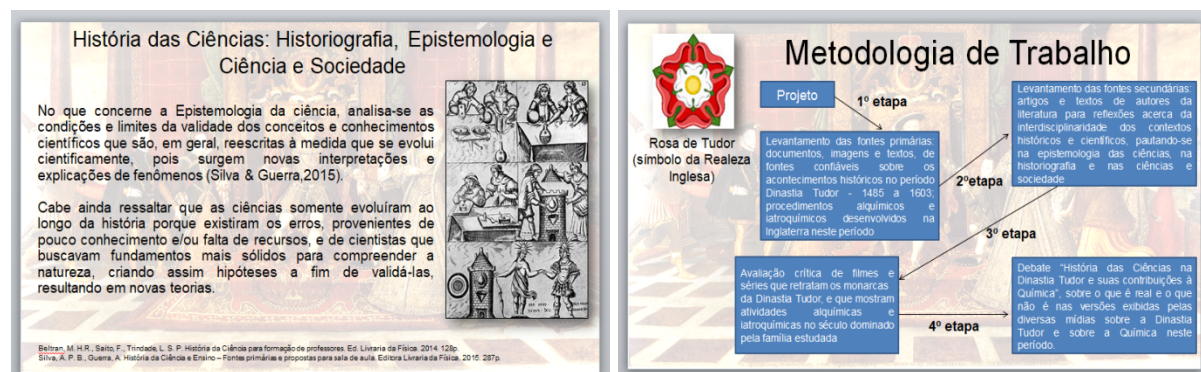 História das Ciências: Historiografia, Epistemologia e
Ciência e Sociedade
No que concerne a Epistemologia da ciência, analisa-se as
condições e limites da validade dos conceitos e conhecimentos
científicos que são, em geral, reescritas à medida que se evolui
cientificamente, pois surgem novas interpretações e
explicações de fenômenos (Silva & Guerra,2015).
Cabe ainda ressaltar que as ciências somente evoluíram ao
longo da história porque existiram os erros, provenientes de
pouco conhecimento e/ou falta de recursos, e de cientistas que
buscavam fundamentos mais sólidos para compreender a
natureza, criando assim hipóteses a fim de validá-las,
resultando em novas teorias.
Beltran, M. H.R., Saito, F., Trindade, L. S. P. História da Ciência para formação de professores. Ed. Livraria da Física. 2014. 128p.
Silva, A. P. B., Guerra, A. História da Ciência e Ensino – Fontes primárias e propostas para sala de aula. Editora Livraria da Física, 2015. 287p.
Metodologia de Trabalho
Rosa de Tudor
(símbolo da Realeza
Inglesa)
Projeto
1º etapa
Levantamento das fontes primárias:
documentos, imagens e textos, de
fontes confiáveis sobre os
acontecimentos históricos no período
Dinastia Tudor - 1485 a 1603;
procedimentos alquímicos e
iatroquímicos desenvolvidos na
Inglaterra neste período
2ºetapa
Levantamento das fontes secundárias:
artigos e textos de autores da
literatura para reflexões acerca da
interdisciplinaridade dos contextos
históricos e científicos, pautando-se
na epistemologia das ciências, na
historiografia e nas ciências e
sociedade
3º etapa
Avaliação crítica de filmes e
séries que retratam os monarcas
da Dinastia Tudor, e que mostram
atividades alquímicas e
iatroquímicas no século dominado
pela família estudada
4º etapa
Debate "História das Ciências na
Dinastia Tudor e suas contribuições à
Química", sobre o que é real e o que
não é nas versões exibidas pelas
diversas mídias sobre a Dinastia
Tudor e sobre a Química neste
período.